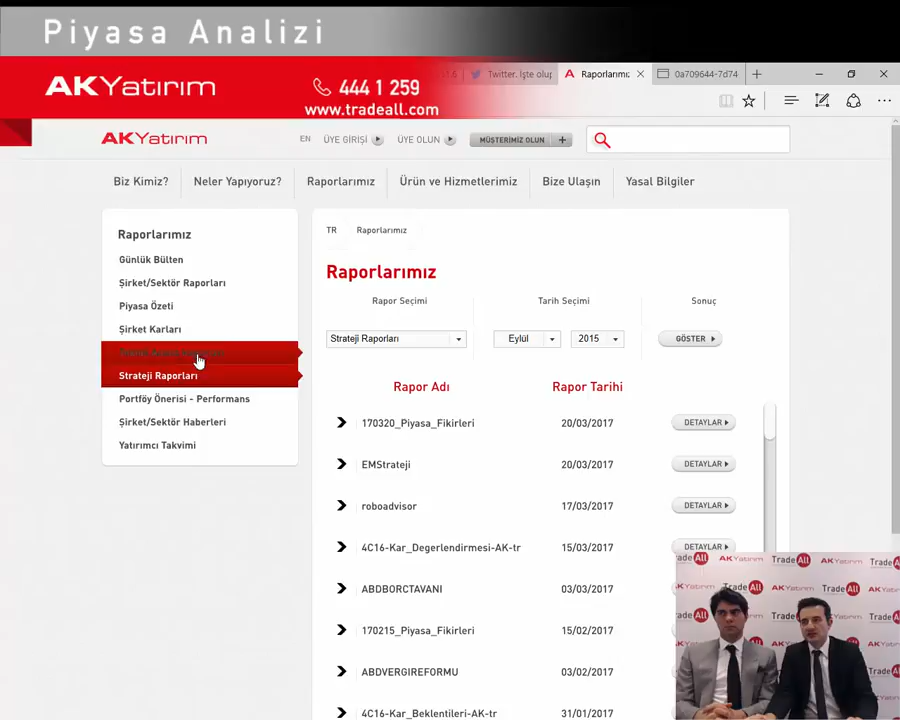 Piyasa Analizi
AKYatırım
444 1 259
www.tradeall.com
Twitter. İşte oluş
Raporlarımız
0a709644-7d74
AKYatırım
EN ÜYE GİRİŞİ ÜYE OLUN MÜŞTERİMİZ OLUN +
Biz Kimiz? Neler Yapıyoruz? Raporlarımız Ürün ve Hizmetlerimiz Bize Ulaşın Yasal Bilgiler
Raporlarımız
Günlük Bülten
Şirket/Sektör Raporları
Piyasa Özeti
Şirket Karları
Strateji Raporları
Portföy Önerisi - Performans
Şirket/Sektör Haberleri
Yatırımcı Takvimi
TR Raporlarımız
Raporlarımız
Rapor Seçimi Tarih Seçimi Sonuç
Strateji Raporları Eylül 2015 GÖSTER
Rapor Adı Rapor Tarihi
170320_Piyasa_Fikirleri 20/03/2017 DETAYLAR
EMStrateji 20/03/2017 DETAYLAR
roboadvisor 17/03/2017 DETAYLAR
4C16-Kar_Degerlendirmesi-AK-tr 15/03/2017 DETAYLAR
ABDBORCTAVANI 03/03/2017
170215_Piyasa_Fikirleri 15/02/2017
ABDVERGIREFORMU 03/02/2017
4C16-Kar_Beklentileri-AK-tr 31/01/2017
AKYatırım TradeAll AKYatırım
TradeAll AKYatırım TradeAll